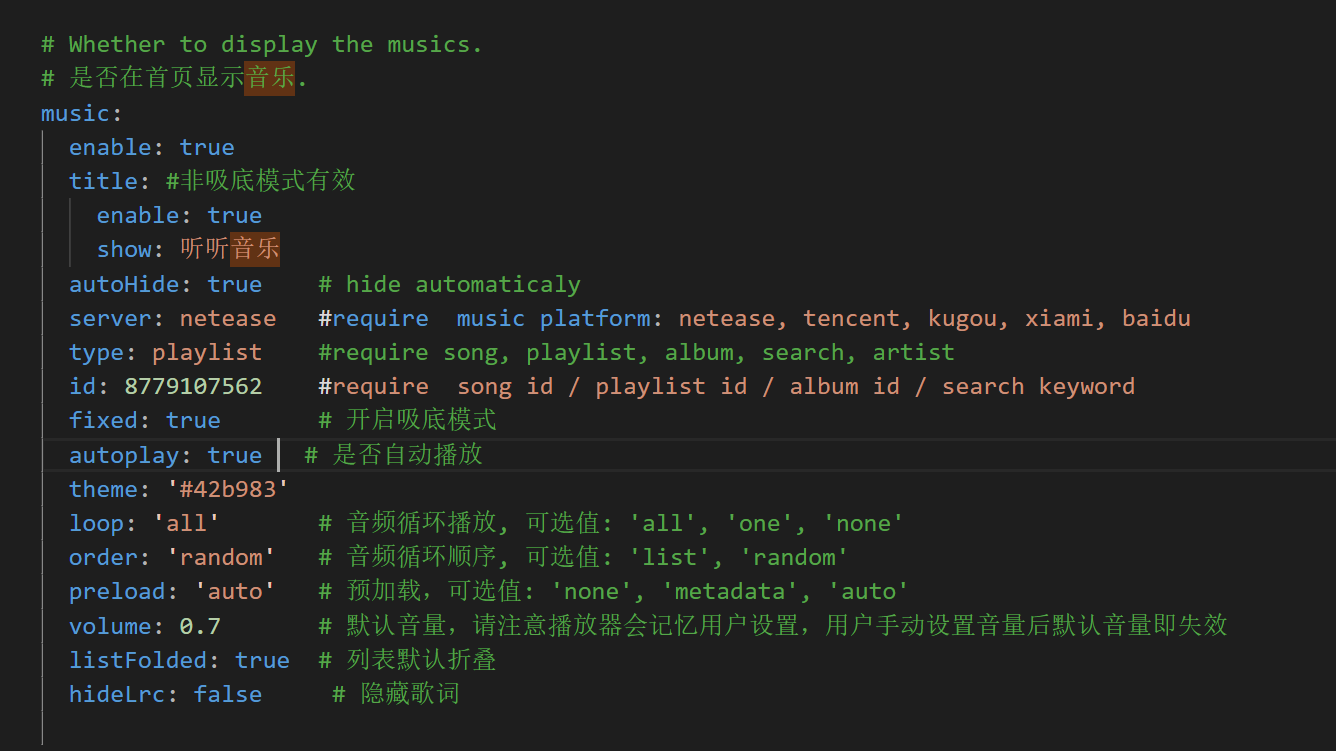 # Whether to display the musics.
# 是否在首页显示音乐.
music:
  enable: true
  title: #非吸底模式有效
    enable: true
    show: 听听音乐
  autoHide: true    # hide automaticaly
  server: netease   #require  music platform: netease, tencent, kugou, xiami, baidu
  type: playlist    #require song, playlist, album, search, artist
  id: 8779107562    #require  song id / playlist id / album id / search keyword
  fixed: true       # 开启吸底模式
  autoplay: true   # 是否自动播放
  theme: '#42b983'
  loop: 'all'       # 音频循环播放, 可选值: 'all', 'one', 'none'
  order: 'random'   # 音频循环顺序, 可选值: 'list', 'random'
  preload: 'auto'   # 预加载，可选值: 'none', 'metadata', 'auto'
  volume: 0.7       # 默认音量，请注意播放器会记忆用户设置，用户手动设置音量后默认音量即失效
  listFolded: true  # 列表默认折叠
  hideLrc: false     # 隐藏歌词